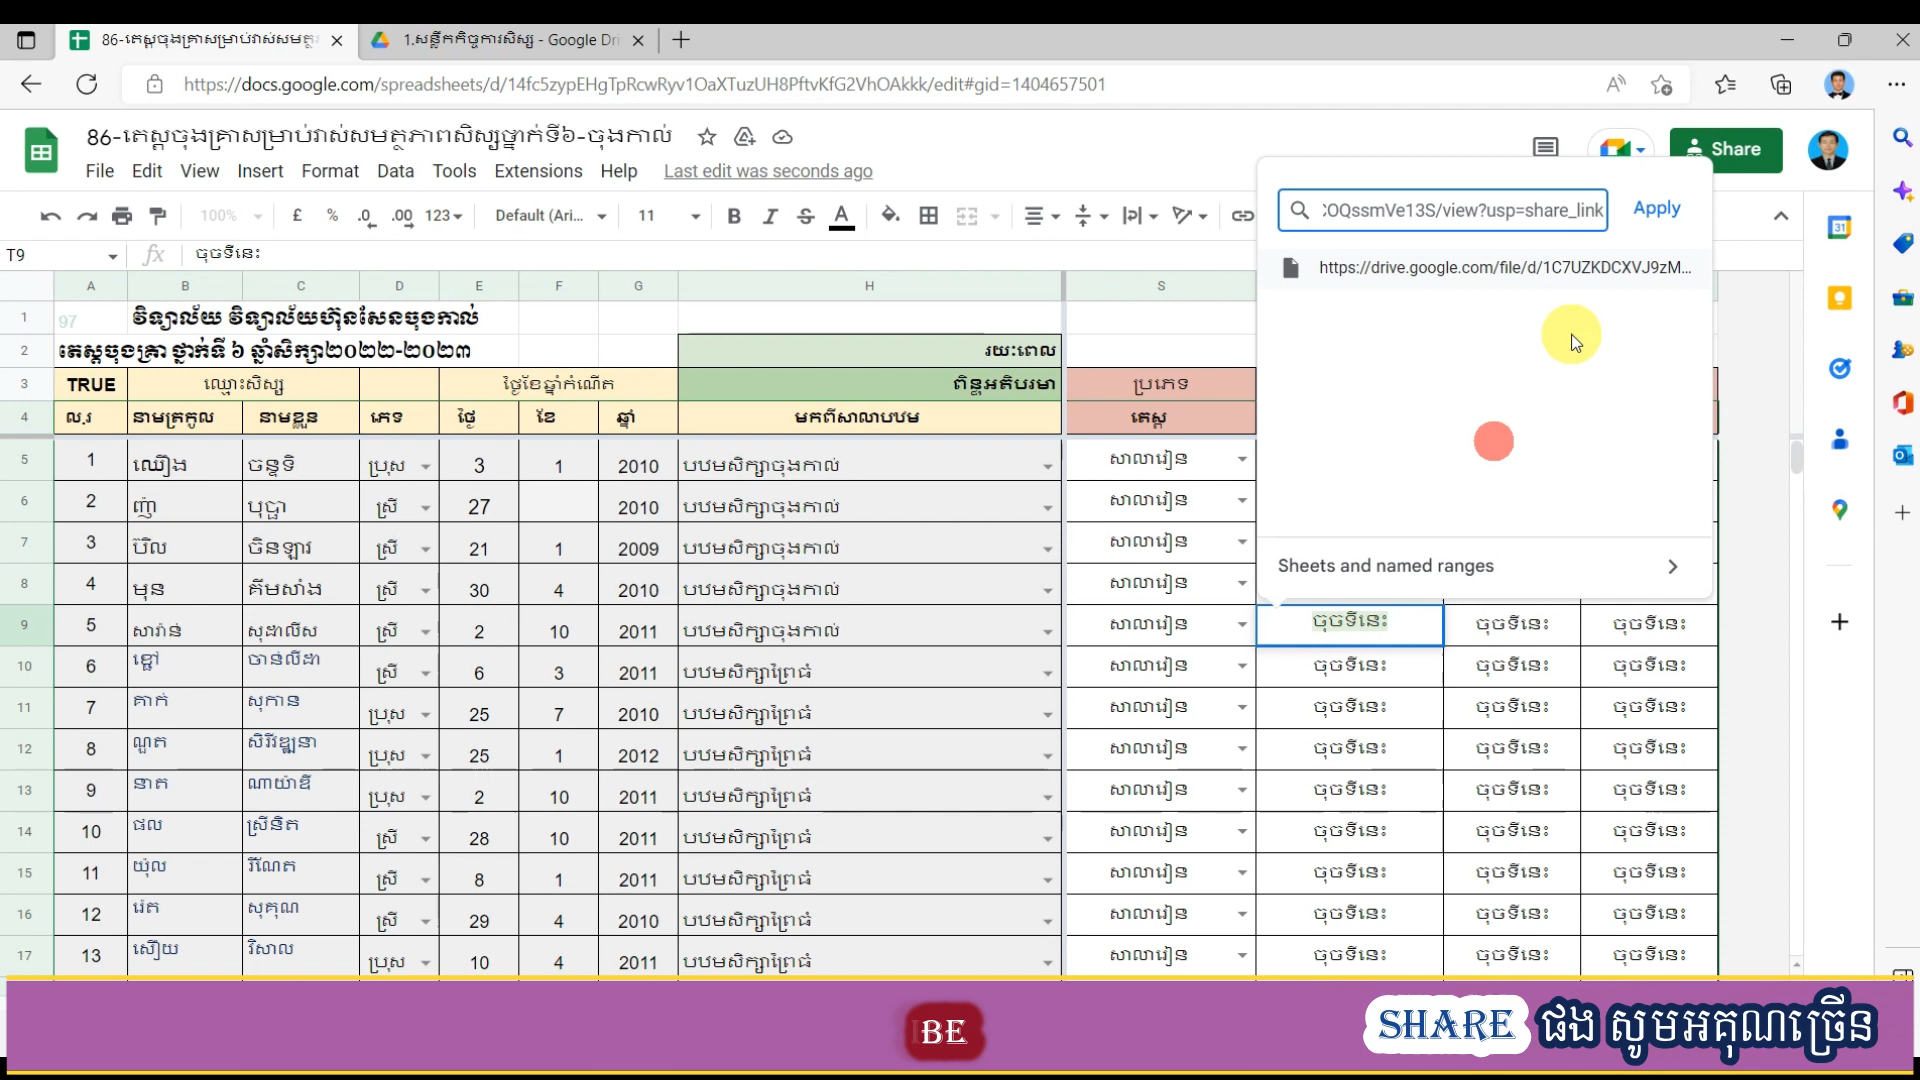 86-តេស្តចុងគ្រាសម្រាប់វាស់សមត្ថ
1.សន្លឹកកិច្ចការសិស្ស - Google Dri
https://docs.google.com/spreadsheets/d/14fc5zypEHgTpRcwRyv1OaXTuzUH8PftvKfG2VhOAkkk/edit#gid=1404657501
86-តេស្តចុងគ្រាសម្រាប់វាស់សមត្ថភាពសិស្សថ្នាក់ទី៦-ចុងកាល់
Share
File Edit View Insert Format Data Tools Extensions Help Last edit was seconds ago
100% £ % .0 .00 123 Default (Ari... 11 B I S A
COQssmVe13S/view?usp=share_link Apply
T9 fx ចុចទីនេះ
https://drive.google.com/file/d/1C7UZKDCXVJ9zM...
A B C D E F G H S
1 97 វិទ្យាល័យ វិទ្យាល័យហ៊ុនសែនចុងកាល់
2 តេស្តចុងគ្រា ថ្នាក់ទី ៦ ឆ្នាំសិក្សា២០២២-២០២៣ រយៈពេល
3 TRUE ឈ្មោះសិស្ស ថ្ងៃខែឆ្នាំកំណើត ពិន្ទុអតិបរមា ប្រភេទ
4 ល.រ នាមត្រកូល នាមខ្លួន ភេទ ថ្ងៃ ខែ ឆ្នាំ មកពីសាលាបឋម តេស្ត
5 1 ឈឿង ចន្ទទិ ប្រុស 3 1 2010 បឋមសិក្សាចុងកាល់ សាលារៀន
6 2 ញ៉ា បុប្ផា ស្រី 27 2010 បឋមសិក្សាចុងកាល់ សាលារៀន
7 3 ប៊ិល ចិនឡាវ ស្រី 21 1 2009 បឋមសិក្សាចុងកាល់ សាលារៀន
Sheets and named ranges
8 4 មុន គីមសាំង ស្រី 30 4 2010 បឋមសិក្សាចុងកាល់ សាលារៀន
9 5 សារ៉ាន់ សុដាលីស ស្រី 2 10 2011 បឋមសិក្សាចុងកាល់ សាលារៀន ចុចទីនេះ ចុចទីនេះ ចុចទីនេះ
10 6 ចាន់លីដា ស្រី 6 3 2011 បឋមសិក្សាព្រៃធំ សាលារៀន ចុចទីនេះ ចុចទីនេះ ចុចទីនេះ
11 7 គាក់ សុកាន ប្រុស 25 7 2010 បឋមសិក្សាព្រៃធំ សាលារៀន ចុចទីនេះ ចុចទីនេះ ចុចទីនេះ
12 8 ណួត សិរីវឌ្ឍនា ប្រុស 25 1 2012 បឋមសិក្សាព្រៃធំ សាលារៀន ចុចទីនេះ ចុចទីនេះ ចុចទីនេះ
13 9 នាត ណាយ៉ាឌី ប្រុស 2 10 2011 បឋមសិក្សាព្រៃធំ សាលារៀន ចុចទីនេះ ចុចទីនេះ ចុចទីនេះ
14 10 ផល ស្រីនិត ស្រី 28 10 2011 បឋមសិក្សាព្រៃធំ សាលារៀន ចុចទីនេះ ចុចទីនេះ ចុចទីនេះ
15 11 យ៉ុល រីណែត ស្រី 8 1 2011 បឋមសិក្សាព្រៃធំ សាលារៀន ចុចទីនេះ ចុចទីនេះ ចុចទីនេះ
16 12 រ៉េត សុគុណ ស្រី 29 4 2010 បឋមសិក្សាព្រៃធំ សាលារៀន ចុចទីនេះ ចុចទីនេះ ចុចទីនេះ
17 13 សឿយ វិសាល ប្រុស 10 4 2011 បឋមសិក្សាព្រៃធំ សាលារៀន ចុចទីនេះ ចុចទីនេះ ចុចទីនេះ
BE
SHARE ផង សូមអរគុណច្រើន